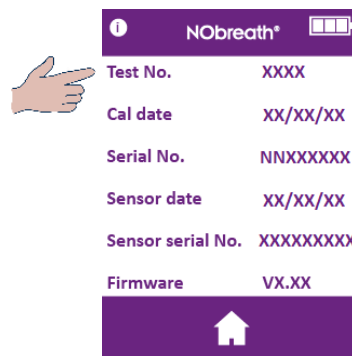 i NObreath®
Test No. XXXX
Cal date XX/XX/XX
Serial No. NNXXXXXX
Sensor date XX/XX/XX
Sensor serial No. XXXXXXXXX
Firmware VX.XX